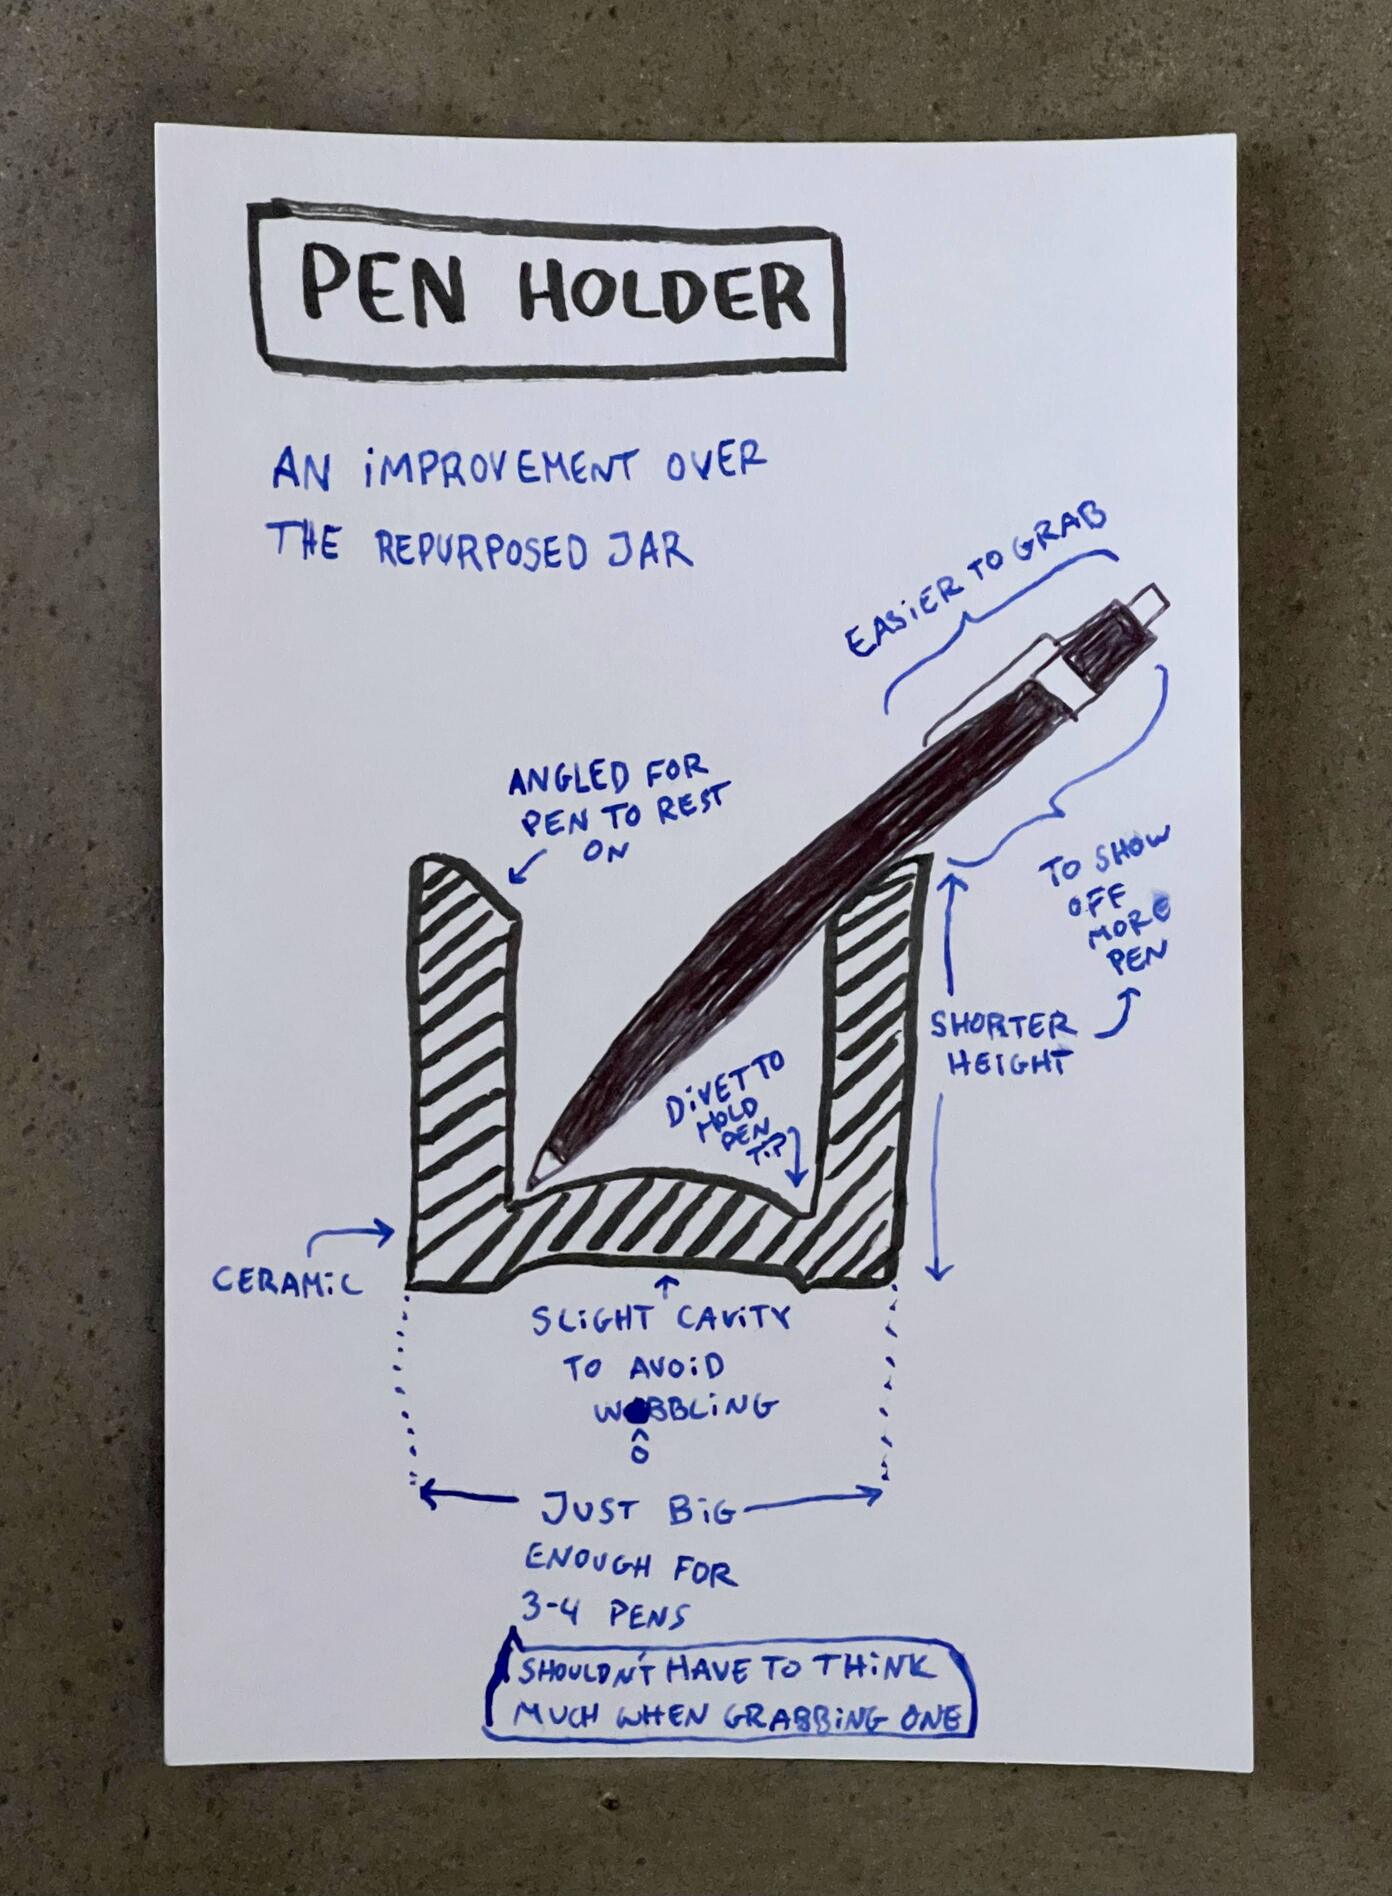 PEN HOLDER
AN IMPROVEMENT OVER
THE REPURPOSED JAR
EASIER TO GRAB
ANGLED FOR
PEN TO REST
ON
TO SHOW
OFF
MORE
PEN
SHORTER
HEIGHT
DIVET TO
HOLD
PEN
TIP
CERAMIC
SLIGHT CAVITY
TO AVOID
WOBBLING
JUST BIG
ENOUGH FOR
3-4 PENS
SHOULDN'T HAVE TO THINK
MUCH WHEN GRABBING ONE